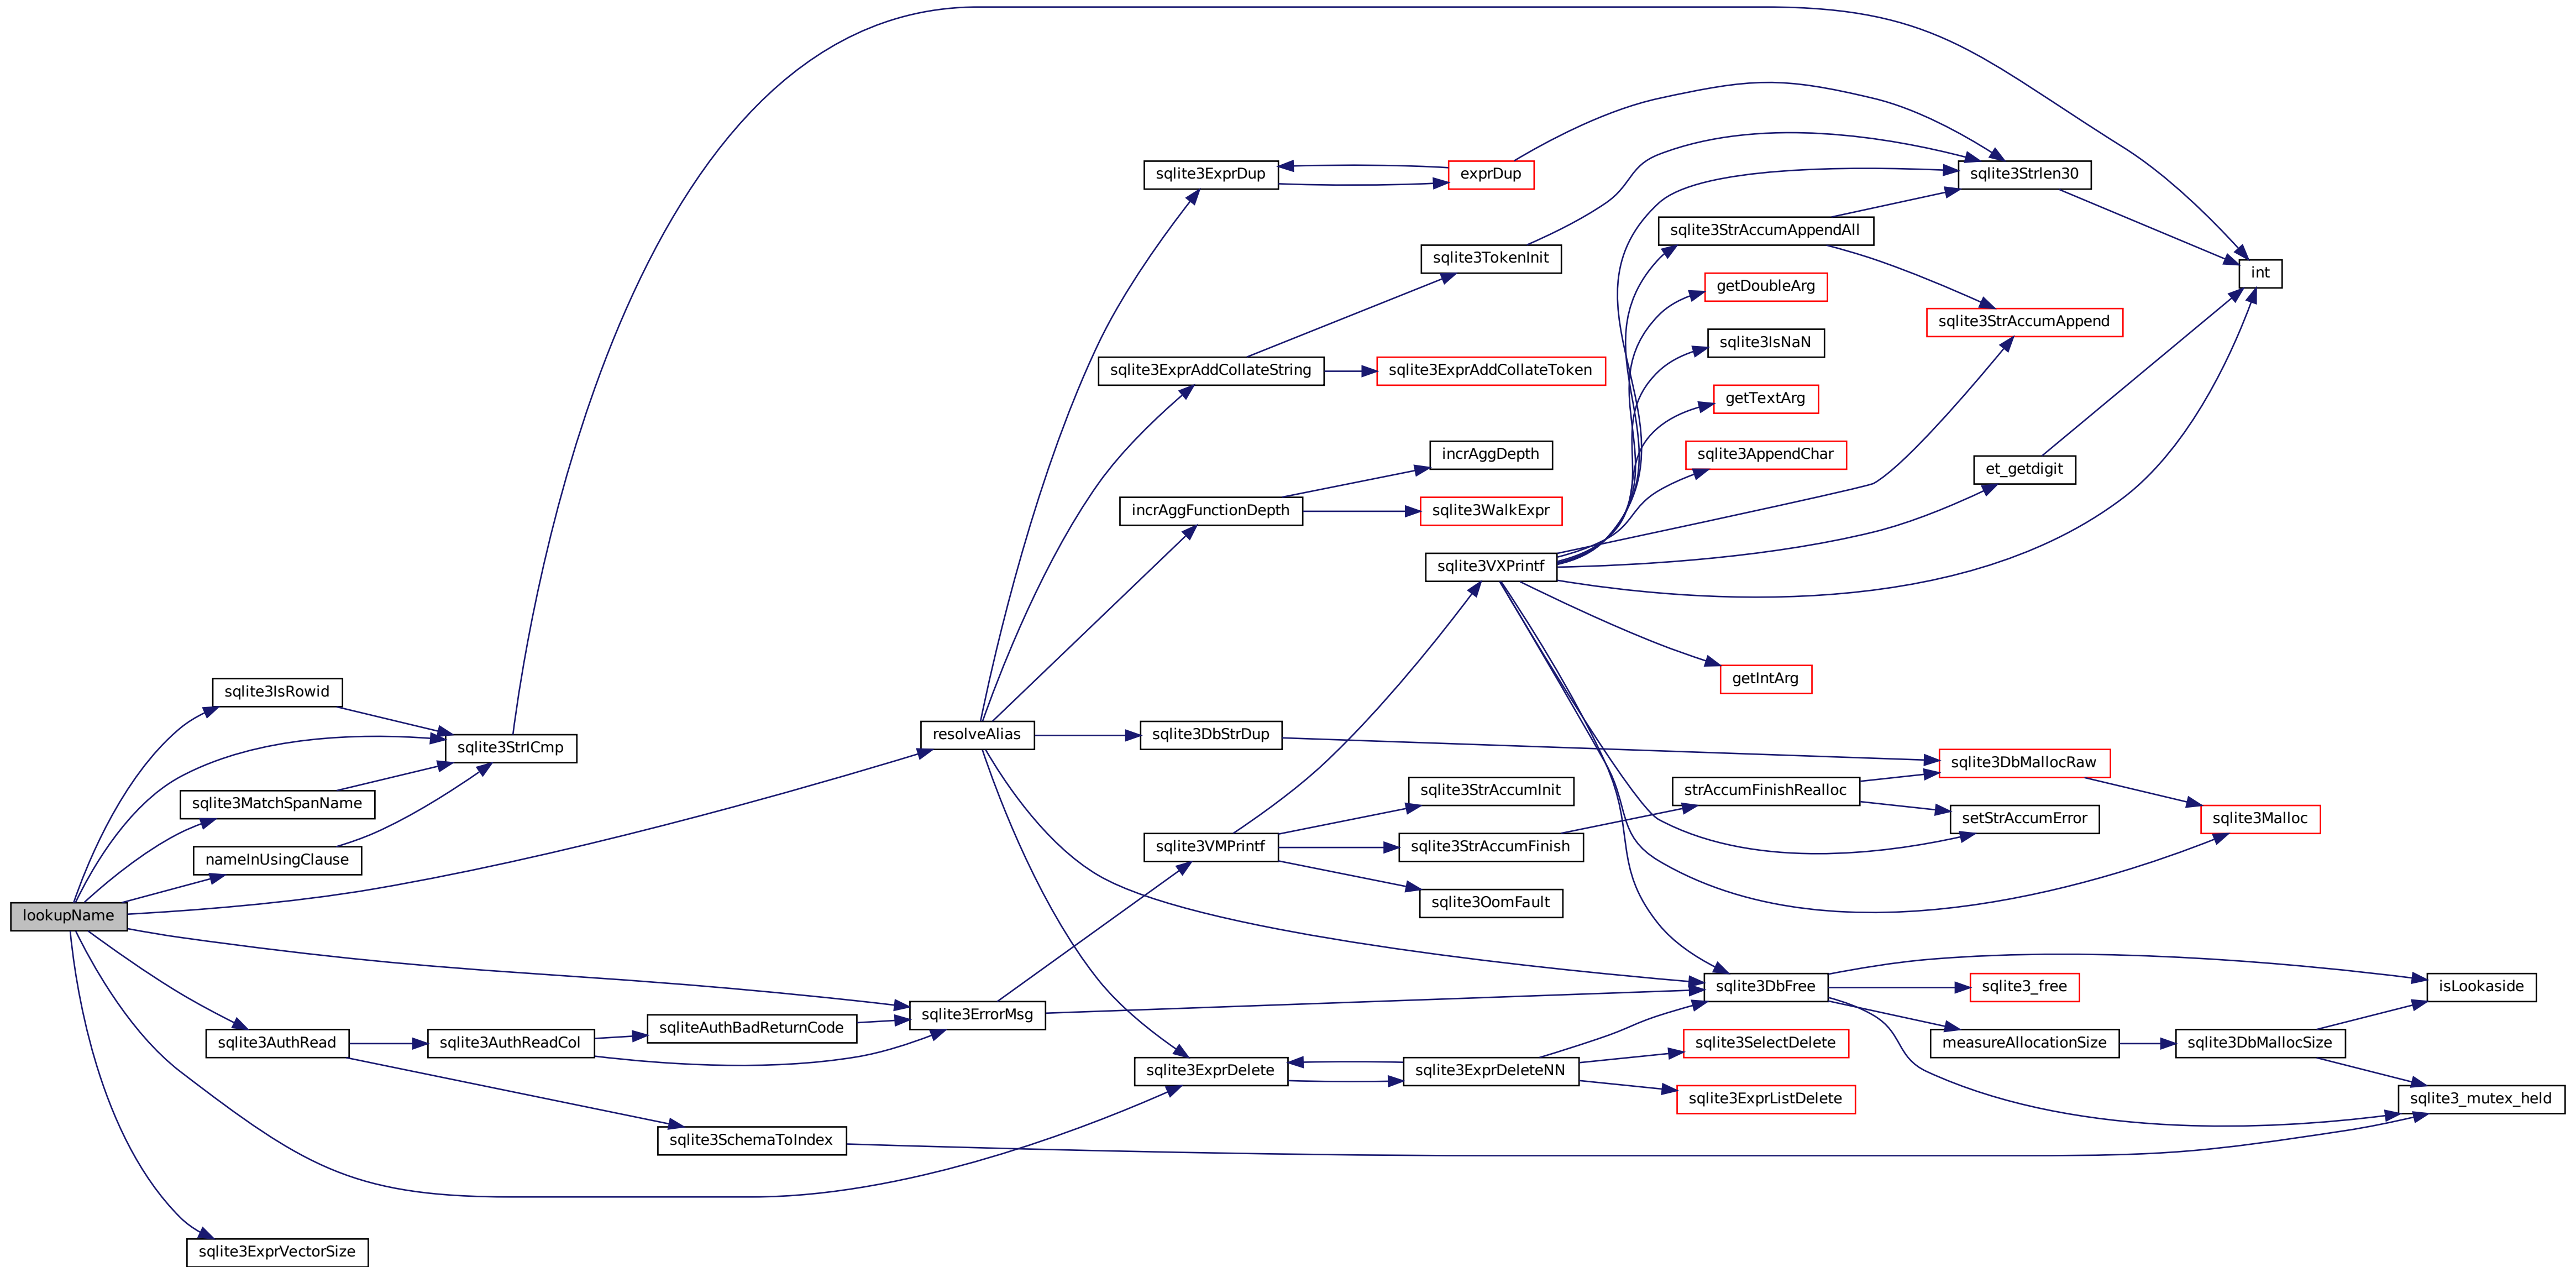 lookupName
sqlite3IsRowid
sqlite3MatchSpanName
nameInUsingClause
sqlite3AuthRead
sqlite3ExprVectorSize
sqlite3StrICmp
sqlite3AuthReadCol
sqliteAuthBadReturnCode
sqlite3SchemaToIndex
resolveAlias
sqlite3ErrorMsg
sqlite3ExprDup
sqlite3ExprAddCollateString
incrAggFunctionDepth
sqlite3DbStrDup
sqlite3VMPrintf
sqlite3ExprDelete
exprDup
sqlite3TokenInit
sqlite3ExprAddCollateToken
incrAggDepth
sqlite3WalkExpr
sqlite3VXPrintf
sqlite3StrAccumInit
sqlite3StrAccumFinish
sqlite3OomFault
sqlite3ExprDeleteNN
sqlite3StrAccumAppendAll
getDoubleArg
sqlite3IsNaN
getTextArg
sqlite3AppendChar
getIntArg
strAccumFinishRealloc
sqlite3DbFree
sqlite3SelectDelete
sqlite3ExprListDelete
sqlite3Strlen30
sqlite3StrAccumAppend
et_getdigit
sqlite3DbMallocRaw
setStrAccumError
sqlite3_free
measureAllocationSize
int
sqlite3Malloc
sqlite3DbMallocSize
isLookaside
sqlite3_mutex_held